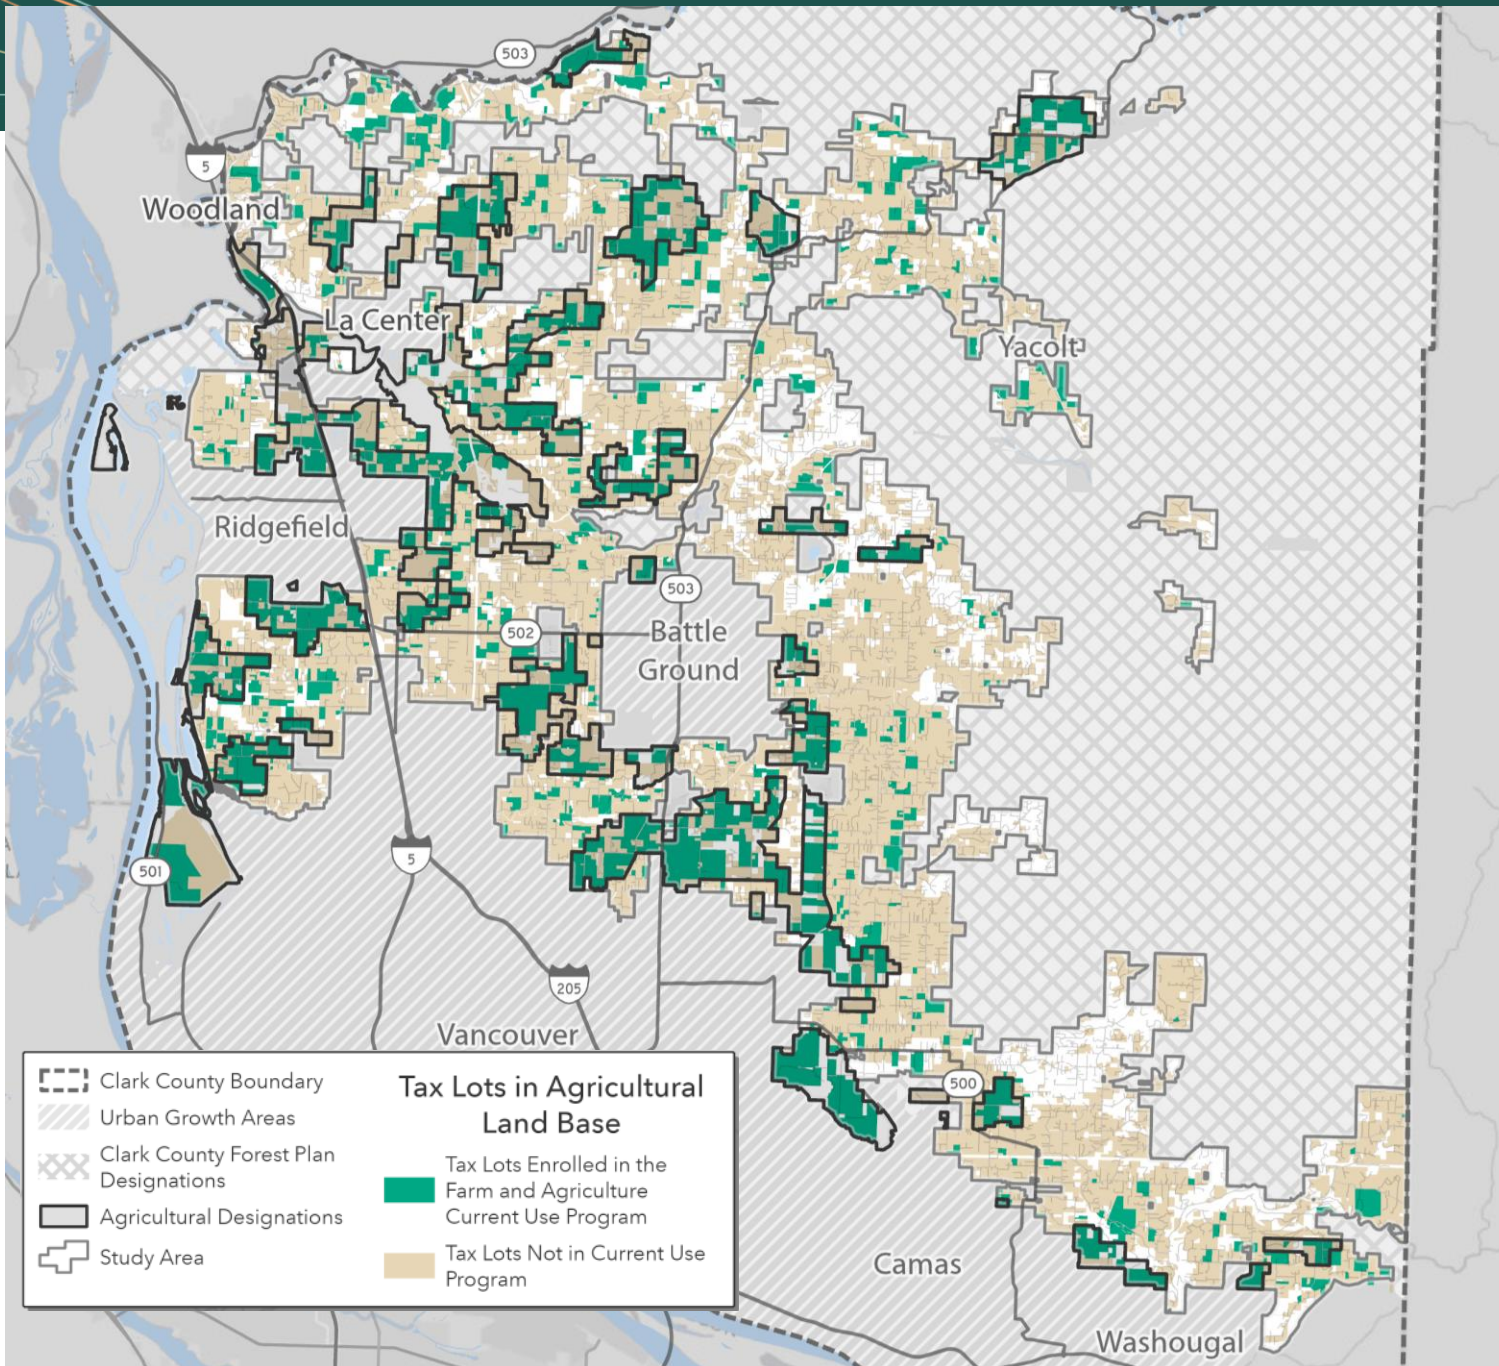 503
5
Woodland
La Center
Yacolt
Ridgefield
503
502
Battle
Ground
501
5
205
Vancouver
500
Camas
Washougal
Clark County Boundary
Urban Growth Areas
Clark County Forest Plan
Designations
Agricultural Designations
Study Area
Tax Lots in Agricultural
Land Base
Tax Lots Enrolled in the
Farm and Agriculture
Current Use Program
Tax Lots Not in Current Use
Program